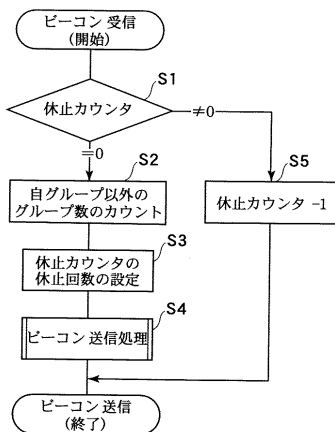 ビーコン 受信
(開始)
S1
休止カウンタ
≠0
=0
S2
自グループ以外の
グループ数のカウント
S5
休止カウンタ -1
S3
休止カウンタの
休止回数の設定
S4
ビーコン 送信処理
ビーコン 送信
(終了)